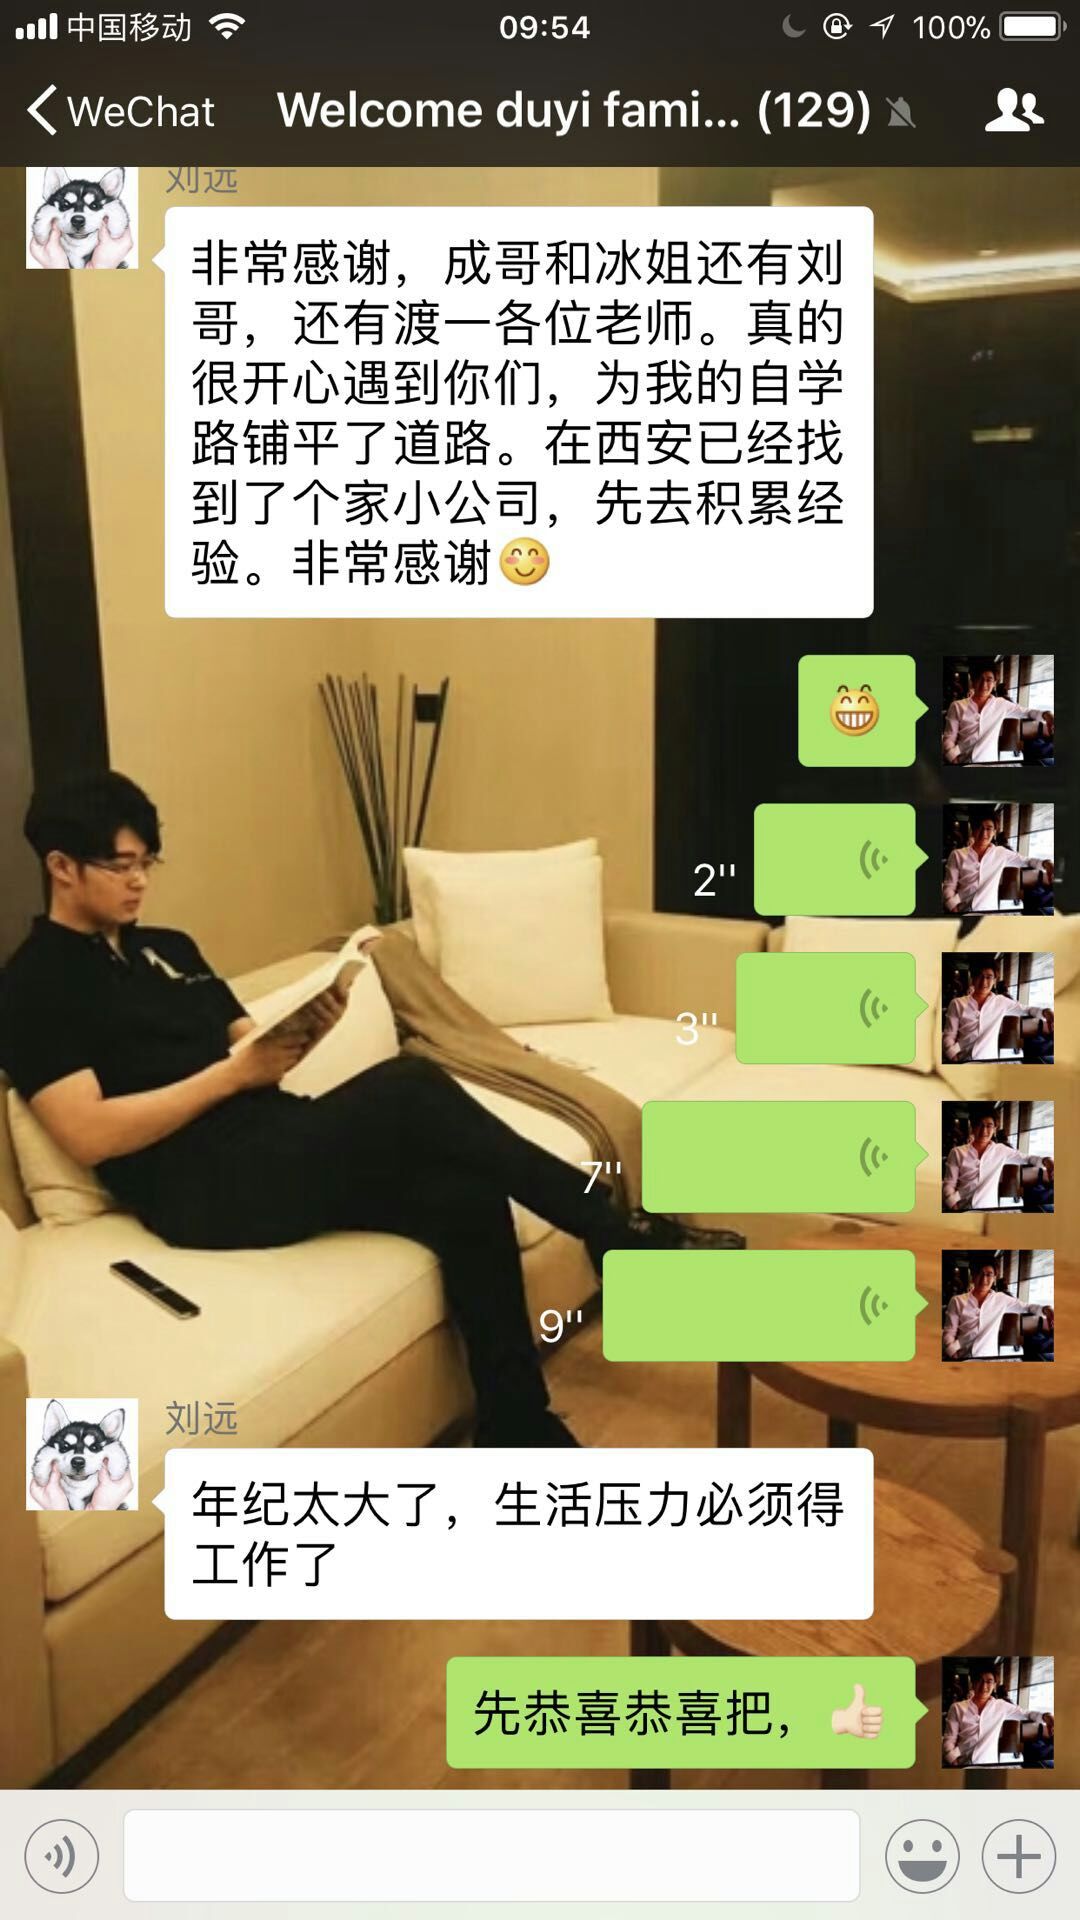 中国移动
09:54
100%
WeChat
Welcome duyi fami... (129)
刘远
非常感谢，成哥和冰姐还有刘
哥，还有渡一各位老师。真的
很开心遇到你们，为我的自学
路铺平了道路。在西安已经找
到了个家小公司，先去积累经
验。非常感谢😊
😁
2''
3''
7''
9''
刘远
年纪太大了，生活压力必须得
工作了
先恭喜恭喜把，👍🏻